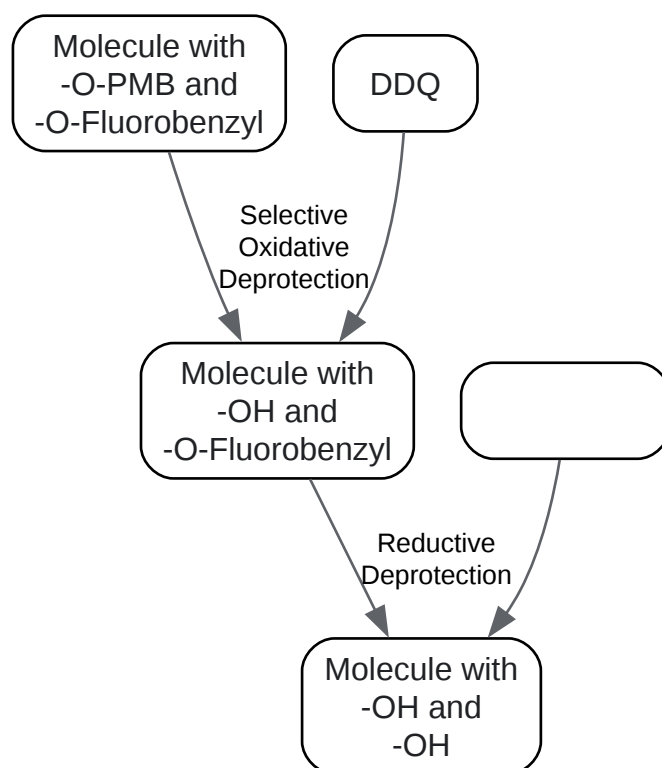 Molecule with
-O-PMB and
-O-Fluorobenzyl
DDQ
Selective
Oxidative
Deprotection
Molecule with
-OH and
-O-Fluorobenzyl
Reductive
Deprotection
Molecule with
-OH and
-OH